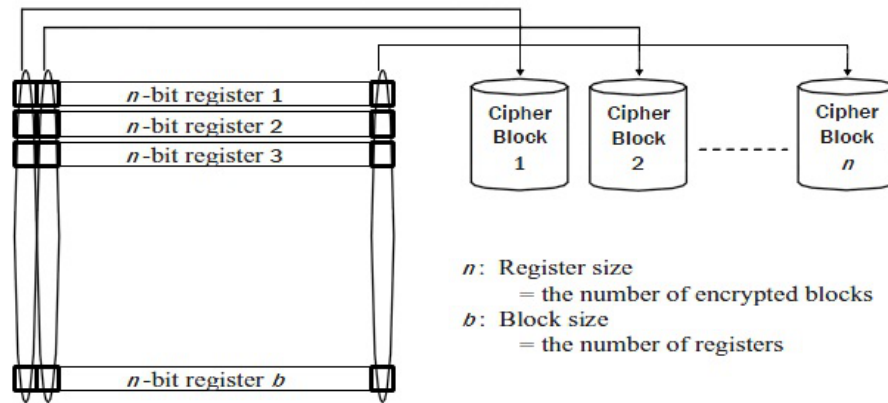 n-bit register 1
n-bit register 2
n-bit register 3
n-bit register b
Cipher
Block
1
Cipher
Block
2
Cipher
Block
n
n: Register size
= the number of encrypted blocks
b: Block size
= the number of registers